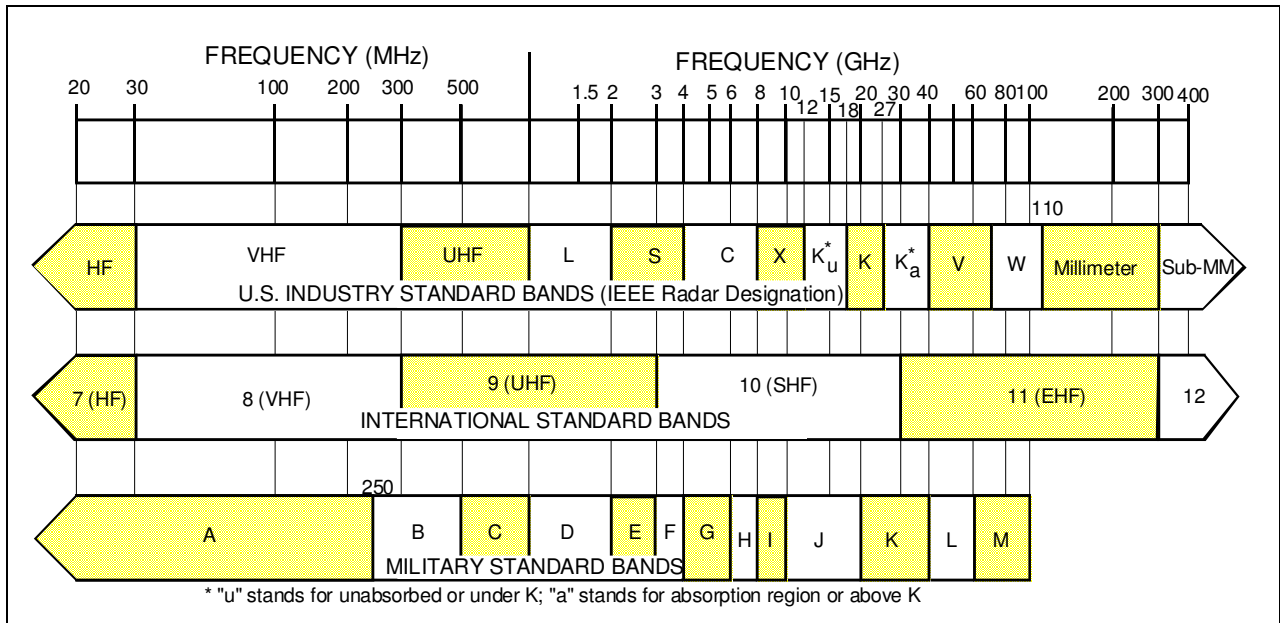 FREQUENCY (MHz) FREQUENCY (GHz)
20 30 100 200 300 500 1.5 2 3 4 5 6 8 10 12 15 18 20 27 30 40 60 80 100 200 300 400
110
HF VHF UHF L S C X K*u K K*a V W Millimeter Sub-MM
U.S. INDUSTRY STANDARD BANDS (IEEE Radar Designation)
7 (HF) 8 (VHF) 9 (UHF) 10 (SHF) 11 (EHF) 12
INTERNATIONAL STANDARD BANDS
250
A B C D E F G H I J K L M
MILITARY STANDARD BANDS
* "u" stands for unabsorbed or under K; "a" stands for absorption region or above K